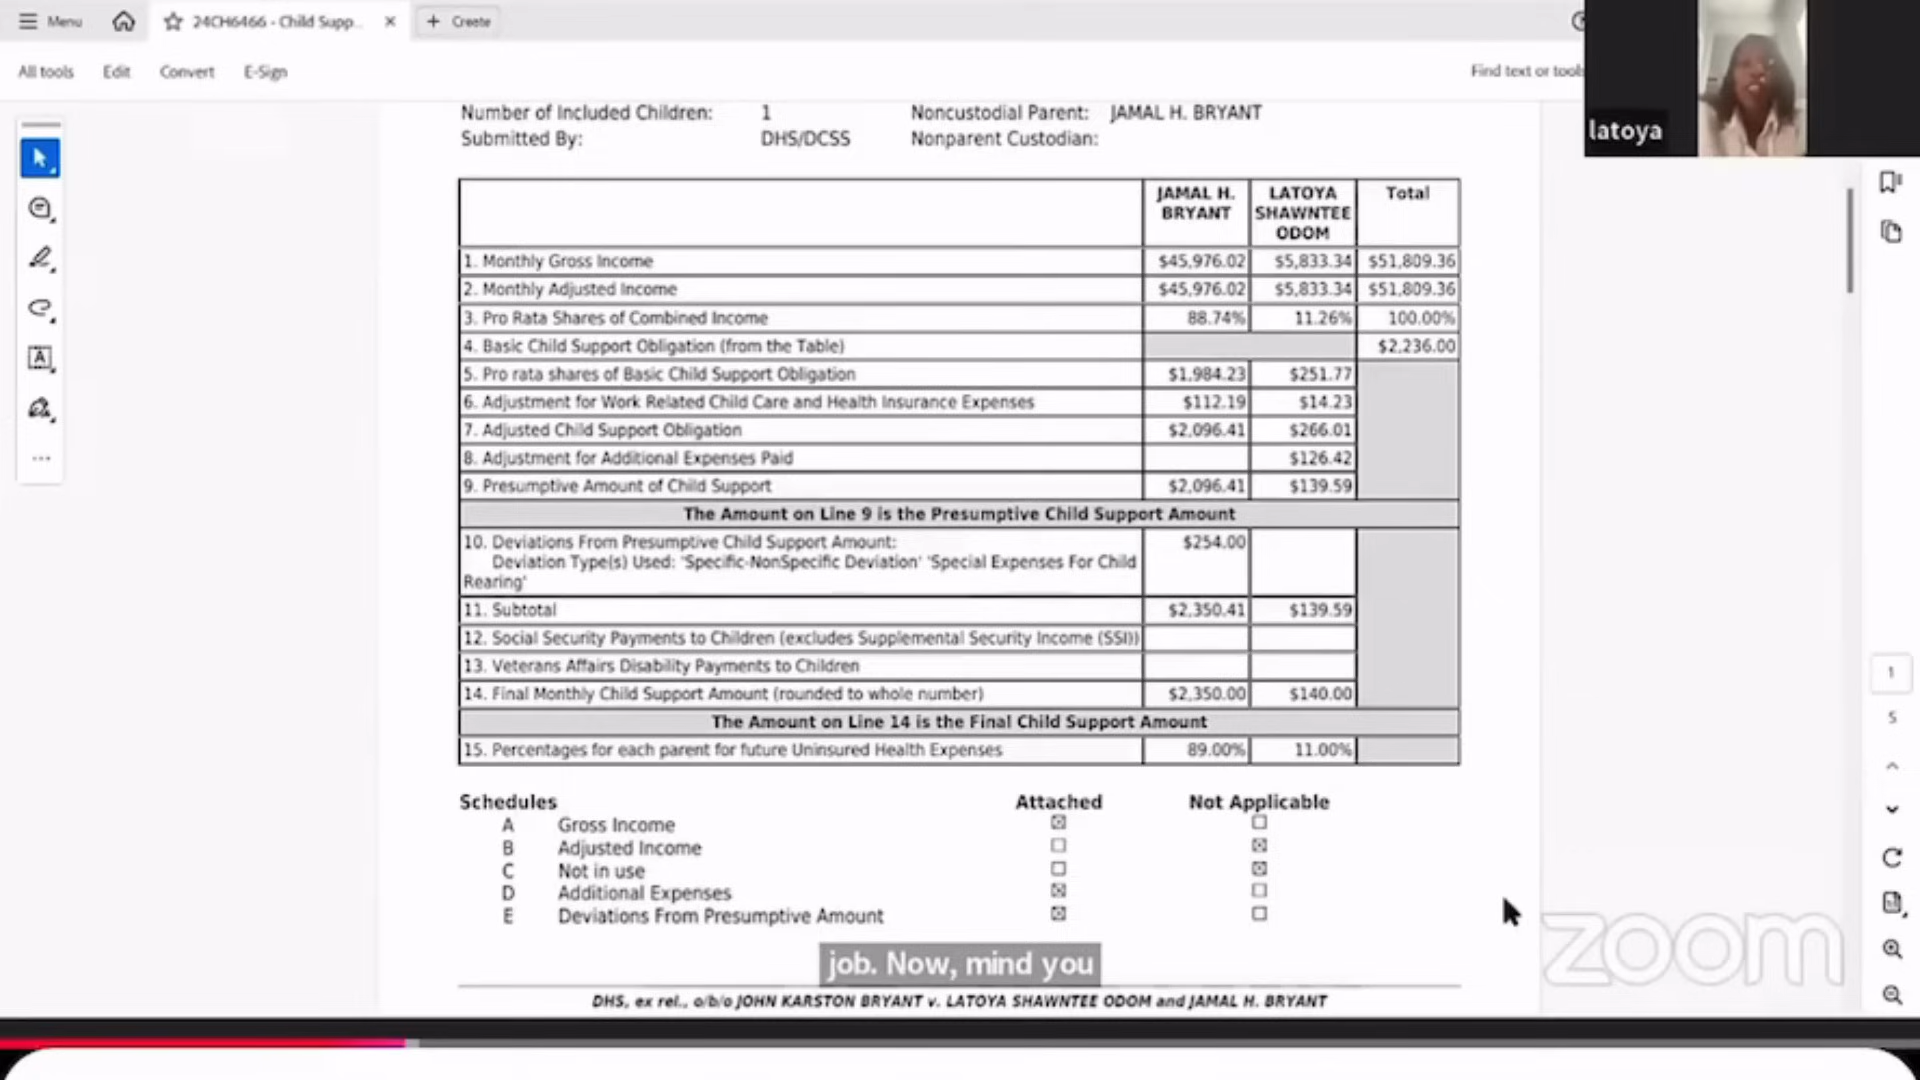 Menu
24CH6466 - Child Supp...
Create
All tools Edit Convert E-Sign
Find text or tools
latoya
Number of Included Children: 1 Noncustodial Parent: JAMAL H. BRYANT
Submitted By: DHS/DCSS Nonparent Custodian:
JAMAL H. BRYANT LATOYA SHAWNTEE ODOM Total
1. Monthly Gross Income $45,976.02 $5,833.34 $51,809.36
2. Monthly Adjusted Income $45,976.02 $5,833.34 $51,809.36
3. Pro Rata Shares of Combined Income 88.74% 11.26% 100.00%
4. Basic Child Support Obligation (from the Table) $2,236.00
5. Pro rata shares of Basic Child Support Obligation $1,984.23 $251.77
6. Adjustment for Work Related Child Care and Health Insurance Expenses $112.19 $14.23
7. Adjusted Child Support Obligation $2,096.41 $266.01
8. Adjustment for Additional Expenses Paid $126.42
9. Presumptive Amount of Child Support $2,096.41 $139.59
The Amount on Line 9 is the Presumptive Child Support Amount
10. Deviations From Presumptive Child Support Amount: $254.00
Deviation Type(s) Used: 'Specific-NonSpecific Deviation' 'Special Expenses For Child
Rearing'
11. Subtotal $2,350.41 $139.59
12. Social Security Payments to Children (excludes Supplemental Security Income (SSI))
13. Veterans Affairs Disability Payments to Children
14. Final Monthly Child Support Amount (rounded to whole number) $2,350.00 $140.00
The Amount on Line 14 is the Final Child Support Amount
15. Percentages for each parent for future Uninsured Health Expenses 89.00% 11.00%
Schedules Attached Not Applicable
A Gross Income
B Adjusted Income
C Not in use
D Additional Expenses
E Deviations From Presumptive Amount
job. Now, mind you
DHS, ex rel., o/b/o JOHN KARSTON BRYANT v. LATOYA SHAWNTEE ODOM and JAMAL H. BRYANT
zoom
1
5